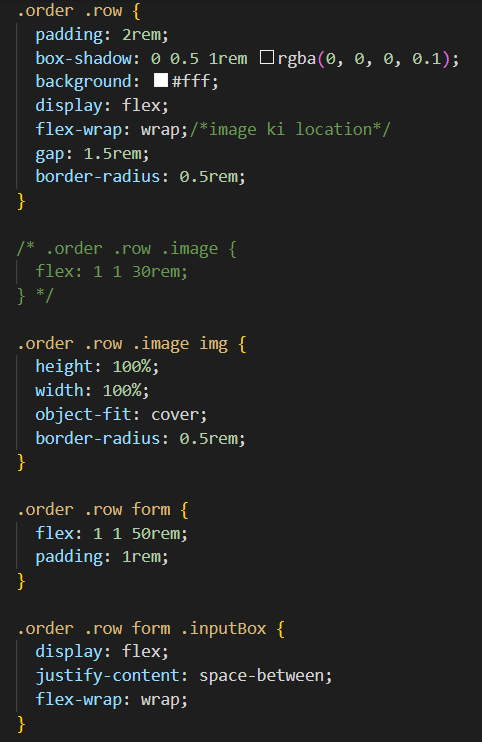 .order .row {
padding: 2rem;
box-shadow: 0 0.5 1rem rgba(0, 0, 0, 0.1);
background: #fff;
display: flex;
flex-wrap: wrap;/*image ki location*/
gap: 1.5rem;
border-radius: 0.5rem;
}
/* .order .row .image {
flex: 1 1 30rem;
} */
.order .row .image img {
height: 100%;
width: 100%;
object-fit: cover;
border-radius: 0.5rem;
}
.order .row form {
flex: 1 1 50rem;
padding: 1rem;
}
.order .row form .inputBox {
display: flex;
justify-content: space-between;
flex-wrap: wrap;
}